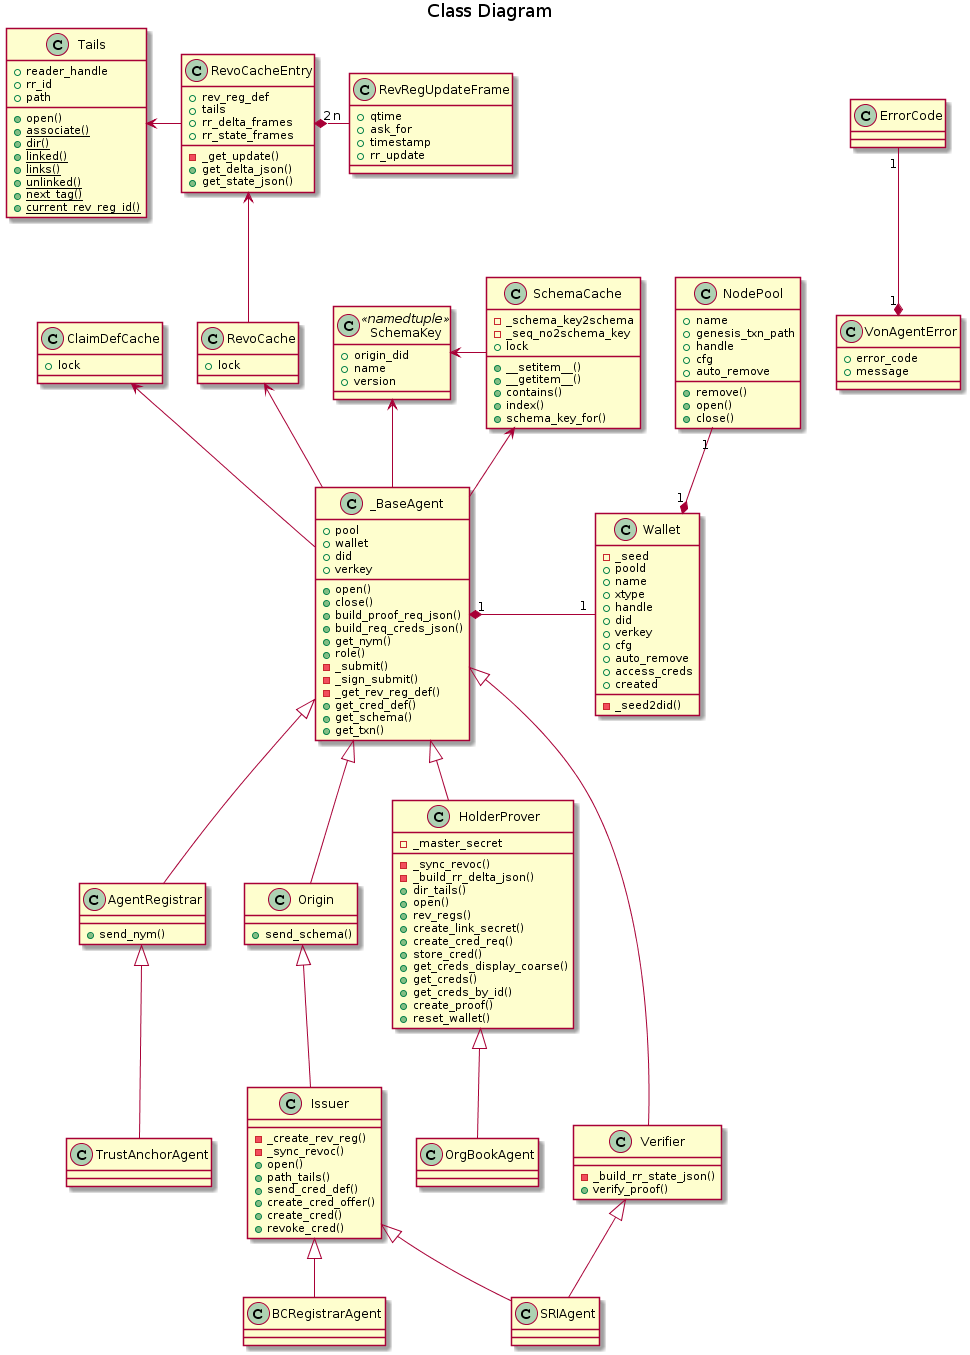 Class Diagram
C Tails
reader_handle
rr_id
path
open()
associate()
dir()
linked()
links()
unlinked()
next_tag()
current_rev_reg_id()
C RevoCacheEntry
rev_reg_def
tails
rr_delta_frames
rr_state_frames
_get_update()
get_delta_json()
get_state_json()
2 n
C RevRegUpdateFrame
qtime
ask_for
timestamp
rr_update
C ErrorCode
1
1
C VonAgentError
error_code
message
C ClaimDefCache
lock
C RevoCache
lock
C «namedtuple»
SchemaKey
origin_did
name
version
C SchemaCache
_schema_key2schema
_seq_no2schema_key
lock
__setitem__()
__getitem__()
contains()
index()
schema_key_for()
C NodePool
name
genesis_txn_path
handle
cfg
auto_remove
remove()
open()
close()
1
1
C _BaseAgent
pool
wallet
did
verkey
open()
close()
build_proof_req_json()
build_req_creds_json()
get_nym()
role()
_submit()
_sign_submit()
_get_rev_reg_def()
get_cred_def()
get_schema()
get_txn()
1
1
C Wallet
_seed
poold
name
xtype
handle
did
verkey
cfg
auto_remove
access_creds
created
_seed2did()
C AgentRegistrar
send_nym()
C Origin
send_schema()
C HolderProver
_master_secret
_sync_revoc()
_build_rr_delta_json()
dir_tails()
open()
rev_regs()
create_link_secret()
create_cred_req()
store_cred()
get_creds_display_coarse()
get_creds()
get_creds_by_id()
create_proof()
reset_wallet()
C TrustAnchorAgent
C Issuer
_create_rev_reg()
_sync_revoc()
open()
path_tails()
send_cred_def()
create_cred_offer()
create_cred()
revoke_cred()
C OrgBookAgent
C Verifier
_build_rr_state_json()
verify_proof()
C BCRegistrarAgent
C SRIAgent